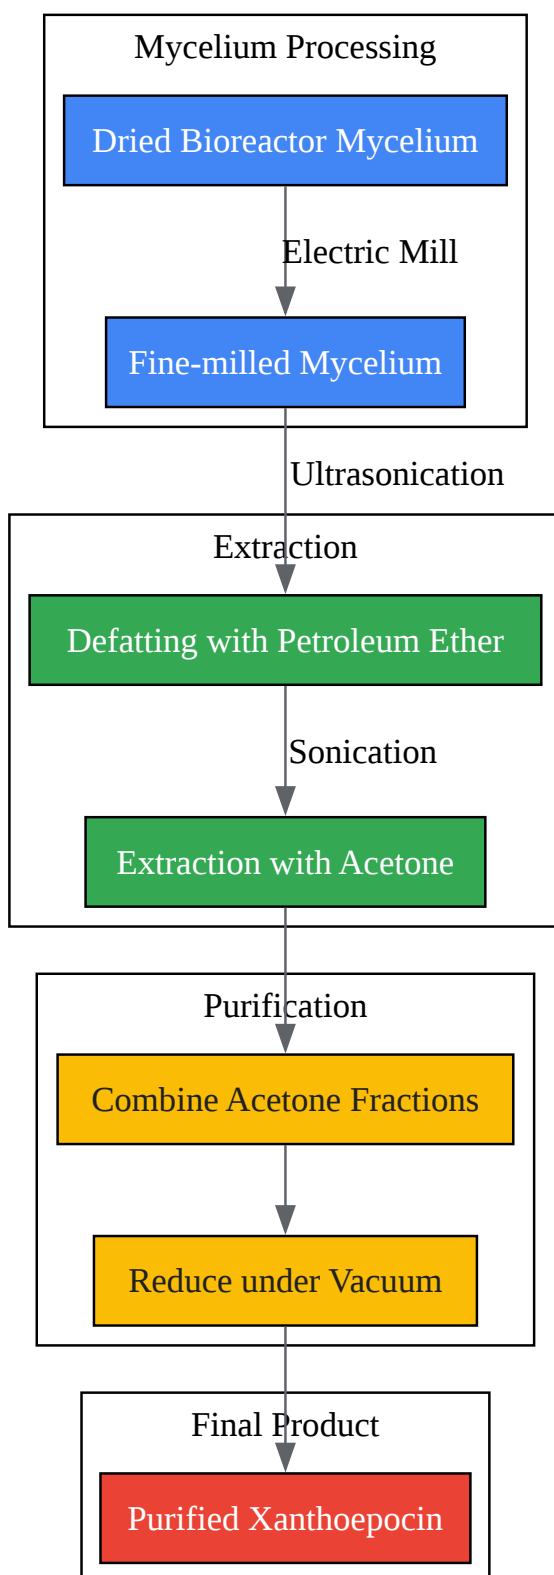 Mycelium Processing
Dried Bioreactor Mycelium
Electric Mill
Fine-milled Mycelium
Ultrasonication
Extraction
Defatting with Petroleum Ether
Sonication
Extraction with Acetone
Purification
Combine Acetone Fractions
Reduce under Vacuum
Final Product
Purified Xanthoepocin